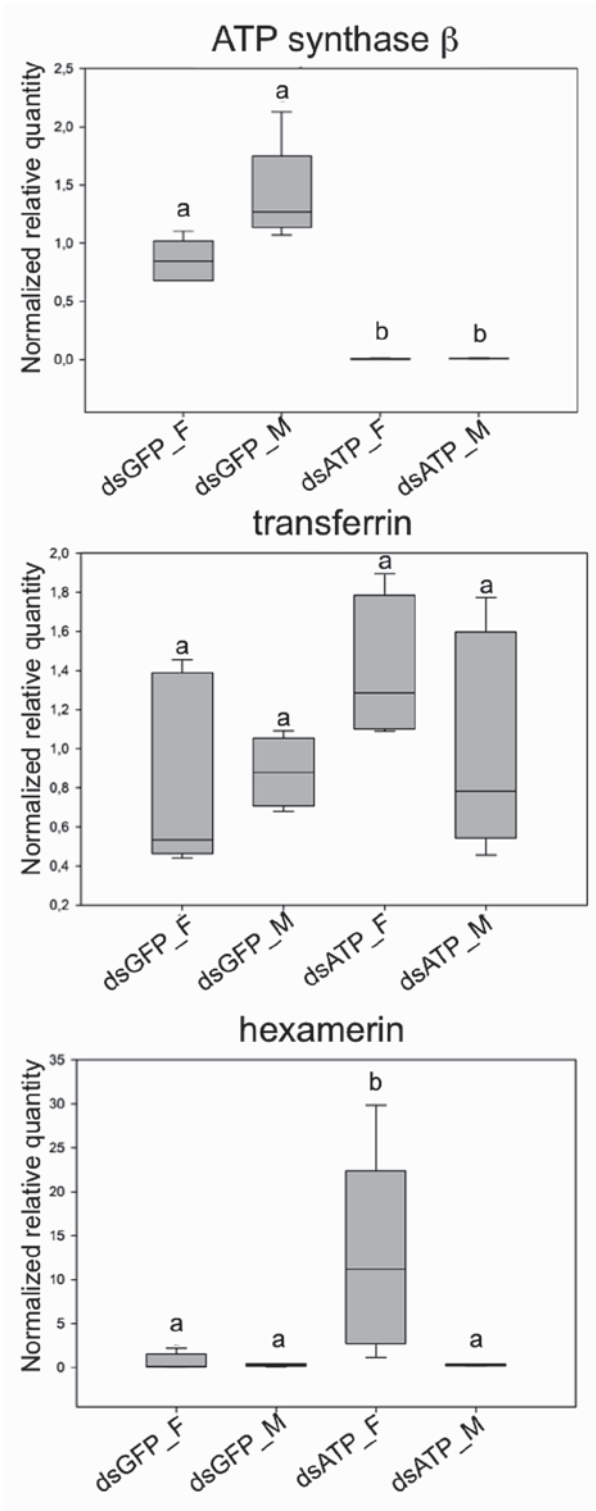 ATP synthase β
Normalized relative quantity
2,5
2,0
1,5
1,0
0,5
0,0
a
a
b
b
dsGFP_F
dsGFP_M
dsATP_F
dsATP_M
transferrin
Normalized relative quantity
2,0
1,8
1,6
1,4
1,2
1,0
0,8
0,6
0,4
0,2
a
a
a
a
dsGFP_F
dsGFP_M
dsATP_F
dsATP_M
hexamerin
Normalized relative quantity
35
30
25
20
15
10
5
0
a
a
b
a
dsGFP_F
dsGFP_M
dsATP_F
dsATP_M